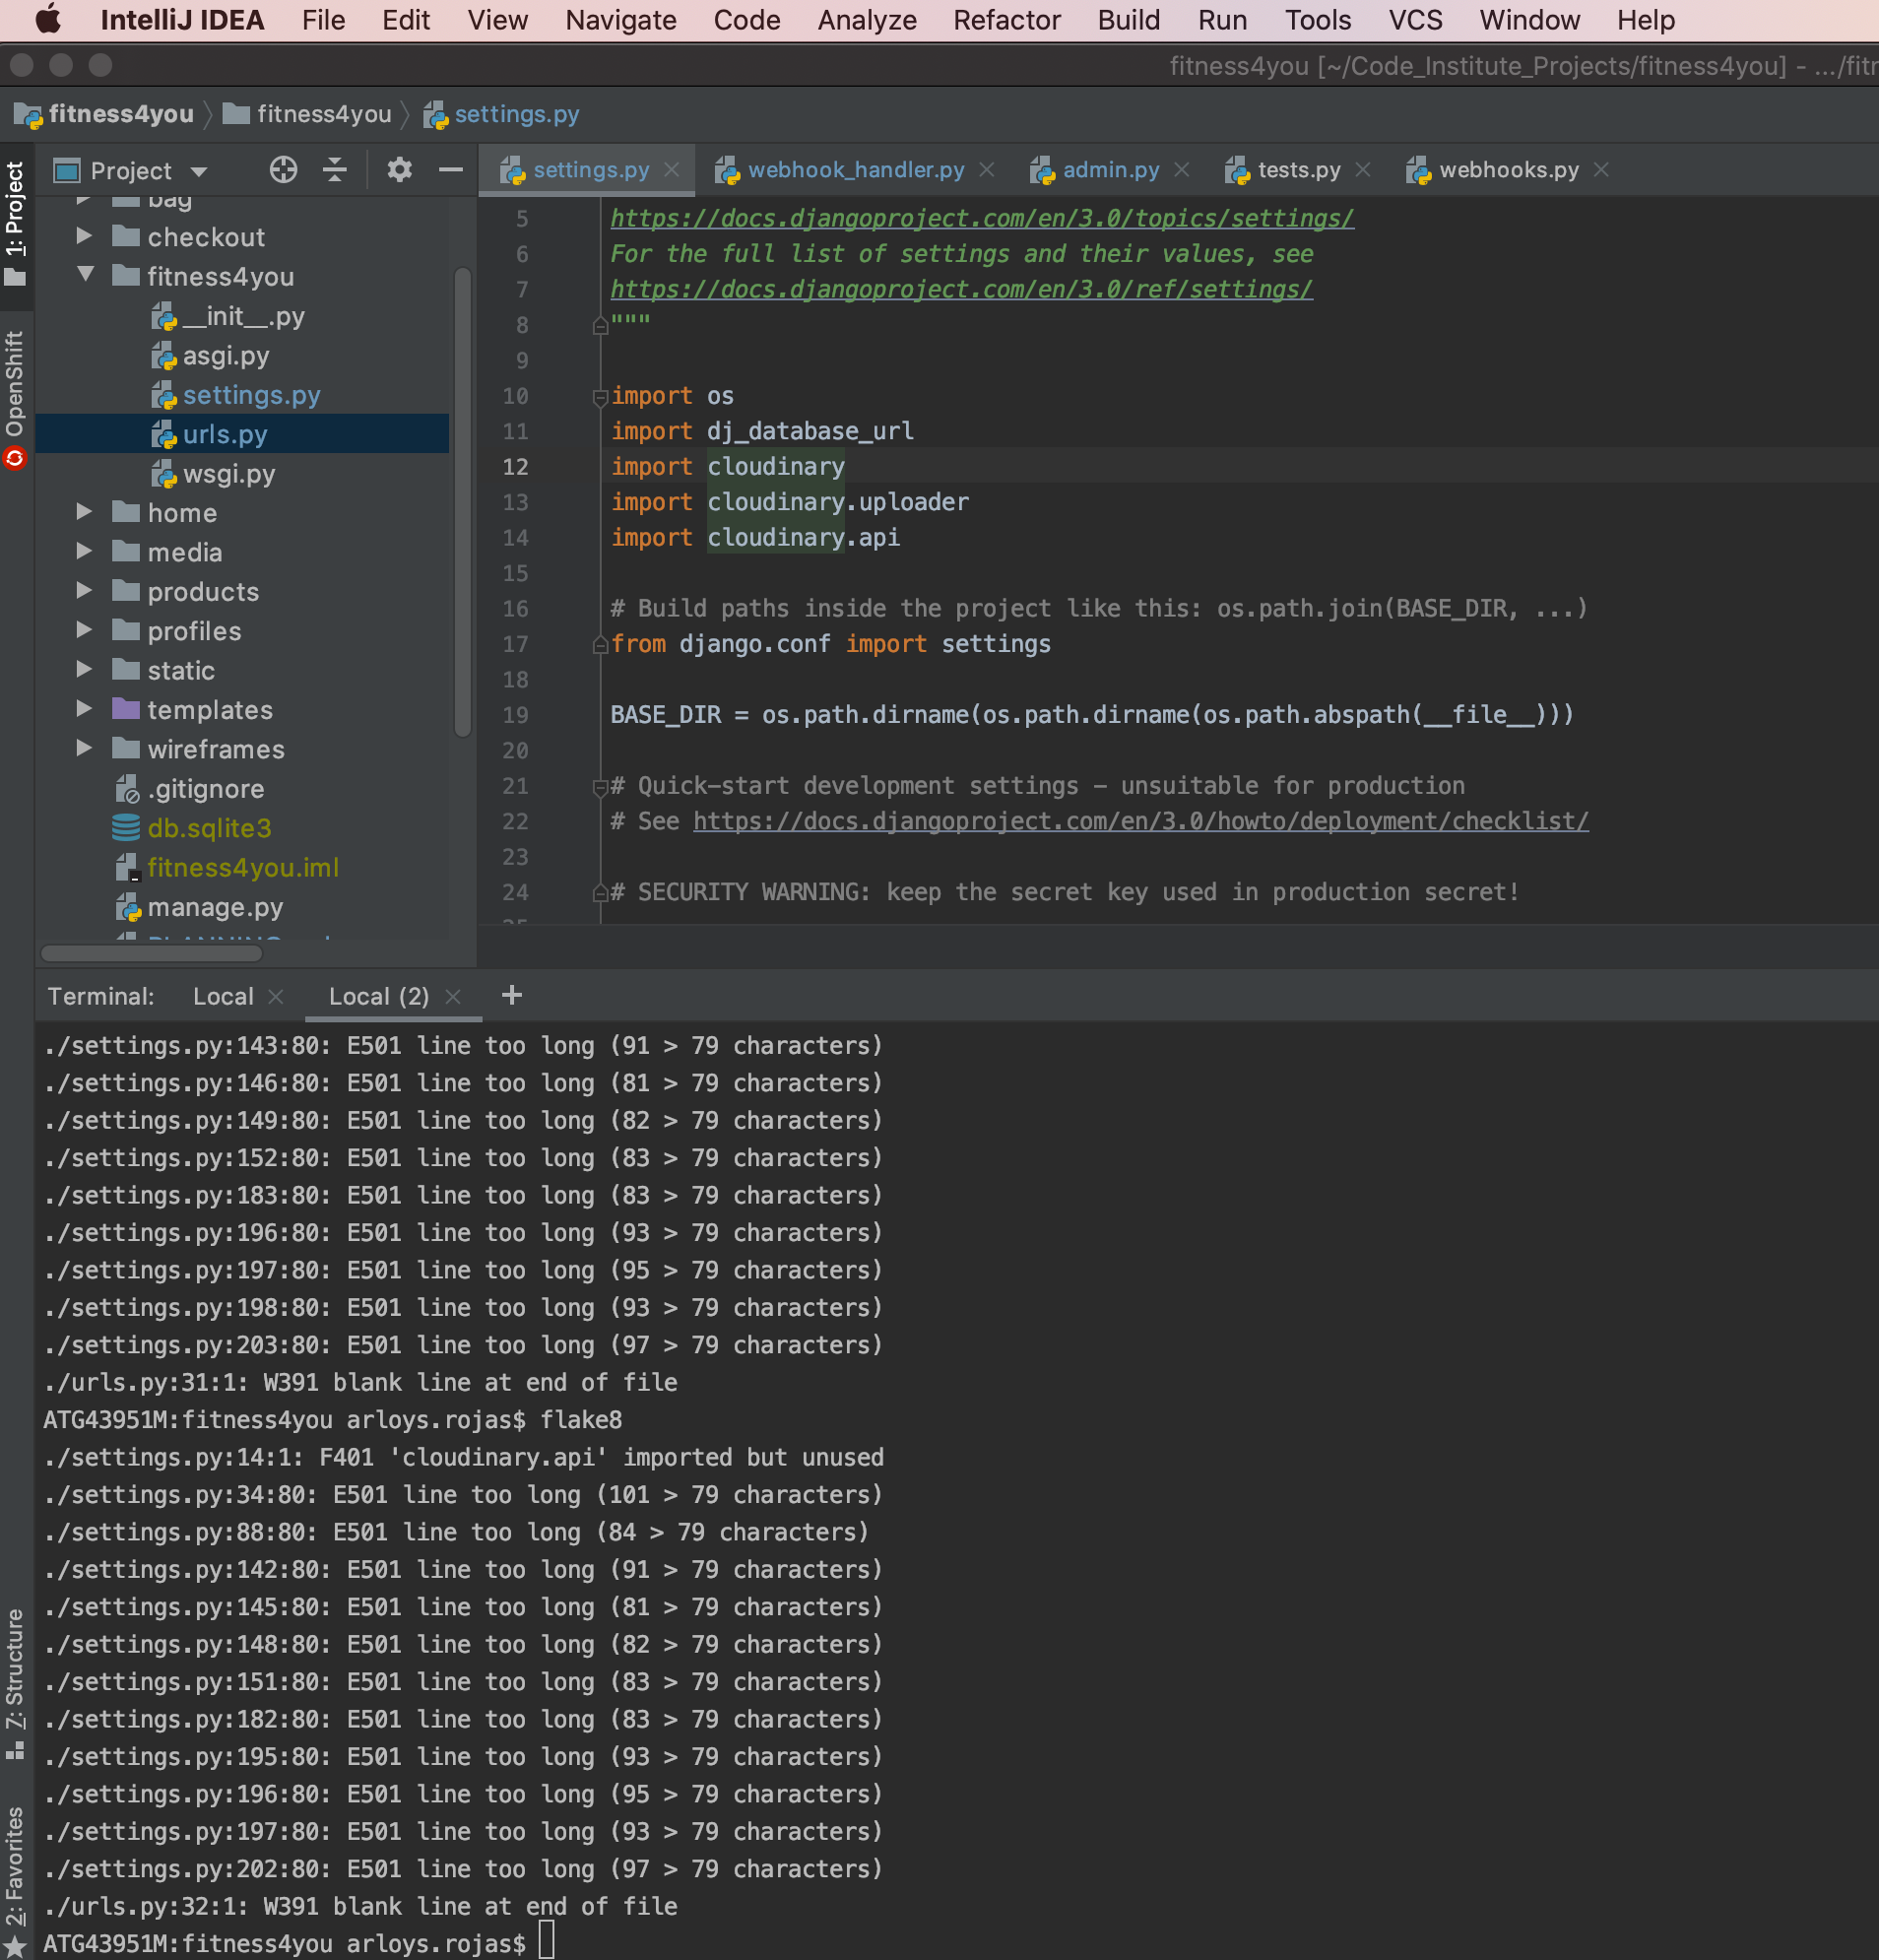 IntelliJ IDEA File Edit View Navigate Code Analyze Refactor Build Run Tools VCS Window Help
fitness4you [~/Code_Institute_Projects/fitness4you] - .../fitr
fitness4you fitness4you settings.py
1: Project
OpenShift
7: Structure
2: Favorites
Project
bag
checkout
fitness4you
__init__.py
asgi.py
settings.py
urls.py
wsgi.py
home
media
products
profiles
static
templates
wireframes
.gitignore
db.sqlite3
fitness4you.iml
manage.py
settings.py webhook_handler.py admin.py tests.py webhooks.py
5 https://docs.djangoproject.com/en/3.0/topics/settings/
6 For the full list of settings and their values, see
7 https://docs.djangoproject.com/en/3.0/ref/settings/
8 """
9
10 import os
11 import dj_database_url
12 import cloudinary
13 import cloudinary.uploader
14 import cloudinary.api
15
16 # Build paths inside the project like this: os.path.join(BASE_DIR, ...)
17 from django.conf import settings
18
19 BASE_DIR = os.path.dirname(os.path.dirname(os.path.abspath(__file__)))
20
21 # Quick-start development settings - unsuitable for production
22 # See https://docs.djangoproject.com/en/3.0/howto/deployment/checklist/
23
24 # SECURITY WARNING: keep the secret key used in production secret!
Terminal: Local Local (2) +
./settings.py:143:80: E501 line too long (91 > 79 characters)
./settings.py:146:80: E501 line too long (81 > 79 characters)
./settings.py:149:80: E501 line too long (82 > 79 characters)
./settings.py:152:80: E501 line too long (83 > 79 characters)
./settings.py:183:80: E501 line too long (83 > 79 characters)
./settings.py:196:80: E501 line too long (93 > 79 characters)
./settings.py:197:80: E501 line too long (95 > 79 characters)
./settings.py:198:80: E501 line too long (93 > 79 characters)
./settings.py:203:80: E501 line too long (97 > 79 characters)
./urls.py:31:1: W391 blank line at end of file
ATG43951M:fitness4you arloys.rojas$ flake8
./settings.py:14:1: F401 'cloudinary.api' imported but unused
./settings.py:34:80: E501 line too long (101 > 79 characters)
./settings.py:88:80: E501 line too long (84 > 79 characters)
./settings.py:142:80: E501 line too long (91 > 79 characters)
./settings.py:145:80: E501 line too long (81 > 79 characters)
./settings.py:148:80: E501 line too long (82 > 79 characters)
./settings.py:151:80: E501 line too long (83 > 79 characters)
./settings.py:182:80: E501 line too long (83 > 79 characters)
./settings.py:195:80: E501 line too long (93 > 79 characters)
./settings.py:196:80: E501 line too long (95 > 79 characters)
./settings.py:197:80: E501 line too long (93 > 79 characters)
./settings.py:202:80: E501 line too long (97 > 79 characters)
./urls.py:32:1: W391 blank line at end of file
ATG43951M:fitness4you arloys.rojas$